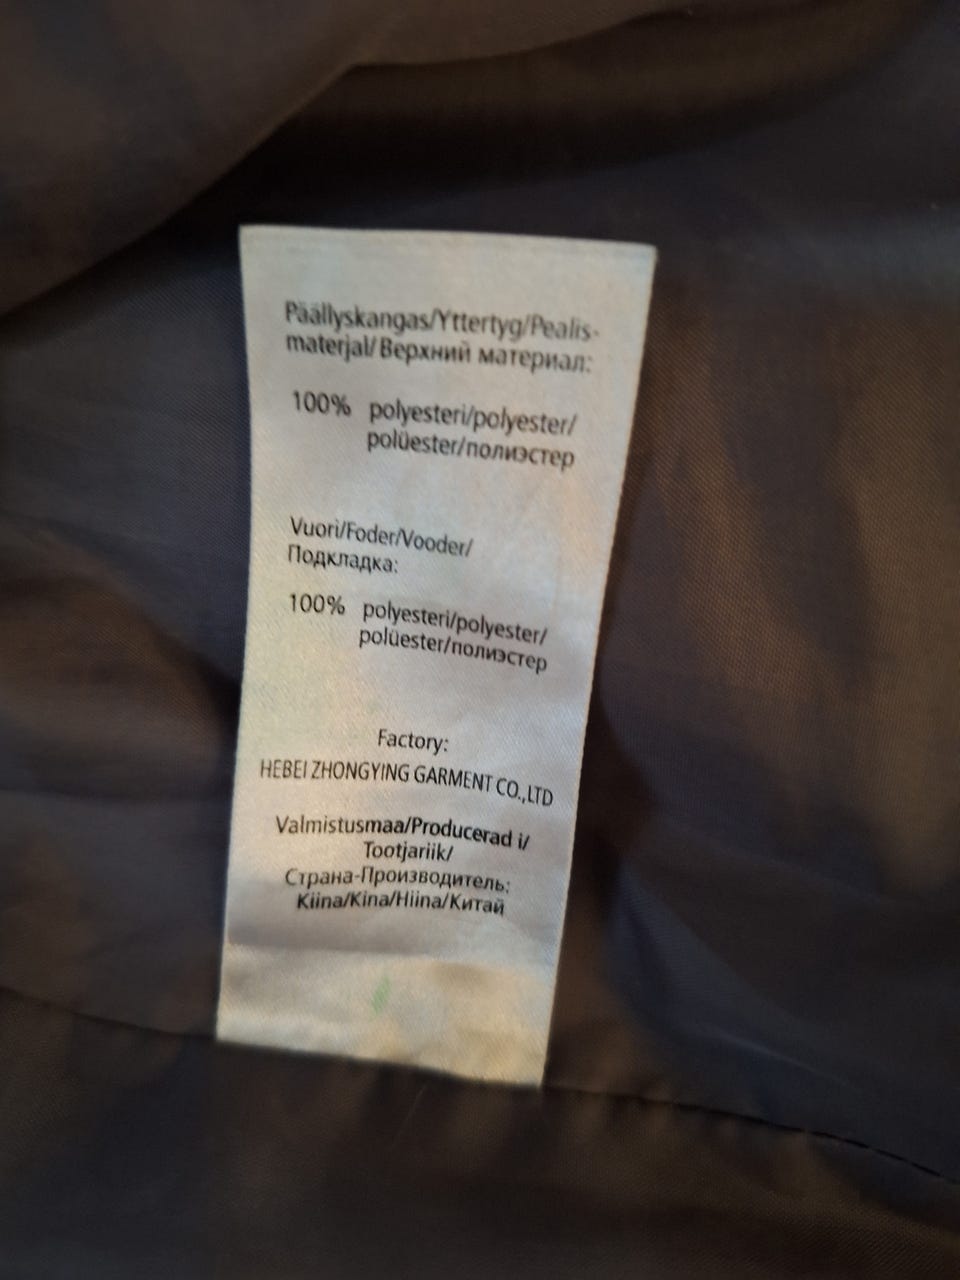 Päällyskangas/Yttertyg/Pealis-
materjal/Верхний материал:
100% polyesteri/polyester/
polüester/полиэстер
Vuori/Foder/Vooder/
Подкладка:
100% polyesteri/polyester/
polüester/полиэстер
Factory:
HEBEI ZHONGYING GARMENT CO.,LTD
Valmistusmaa/Producerad i/
Tootjariik/
Страна-Производитель:
Kiina/Kina/Hiina/Китай